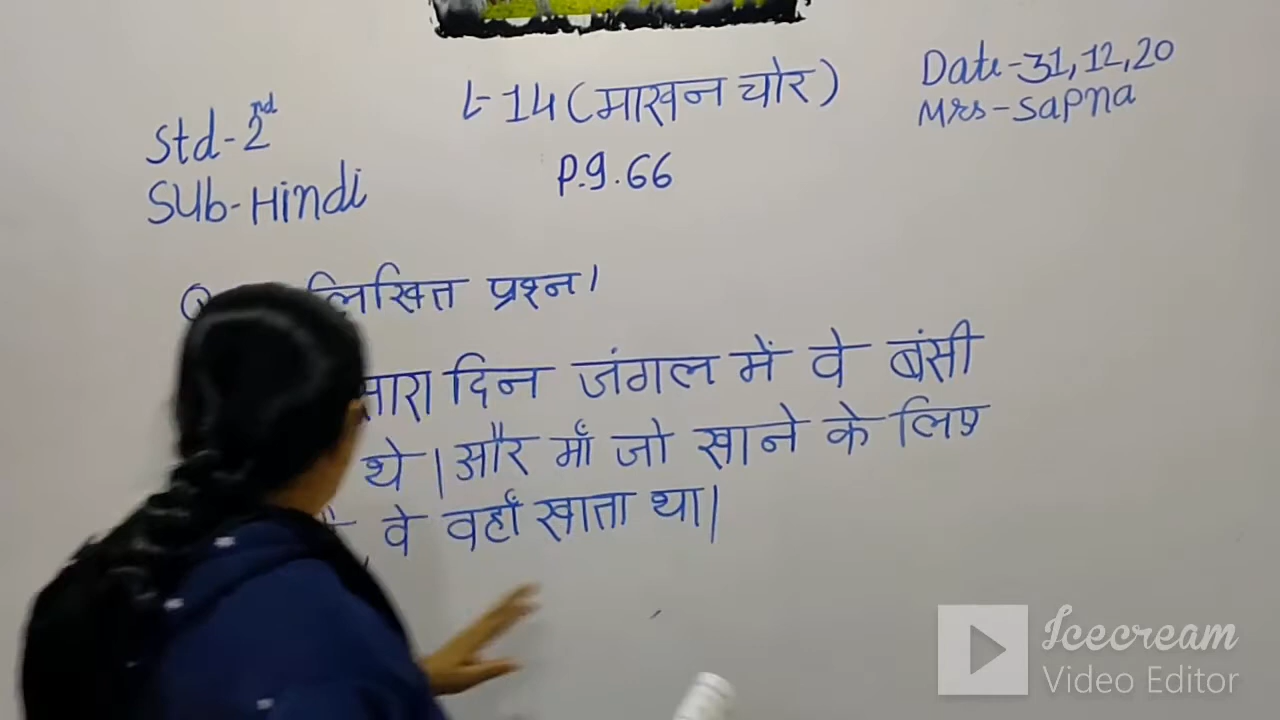 Std-2nd
Sub-Hindi
L-14 (माखन चोर)
P.g.66
Date-31,12,20
Mrs-Sapna
Q लिखित प्रश्न।
सारा दिन जंगल में वे बंसी
थे। और माँ जो खाने के लिए
, वे वहाँ खाता था।
Icecream
Video Editor